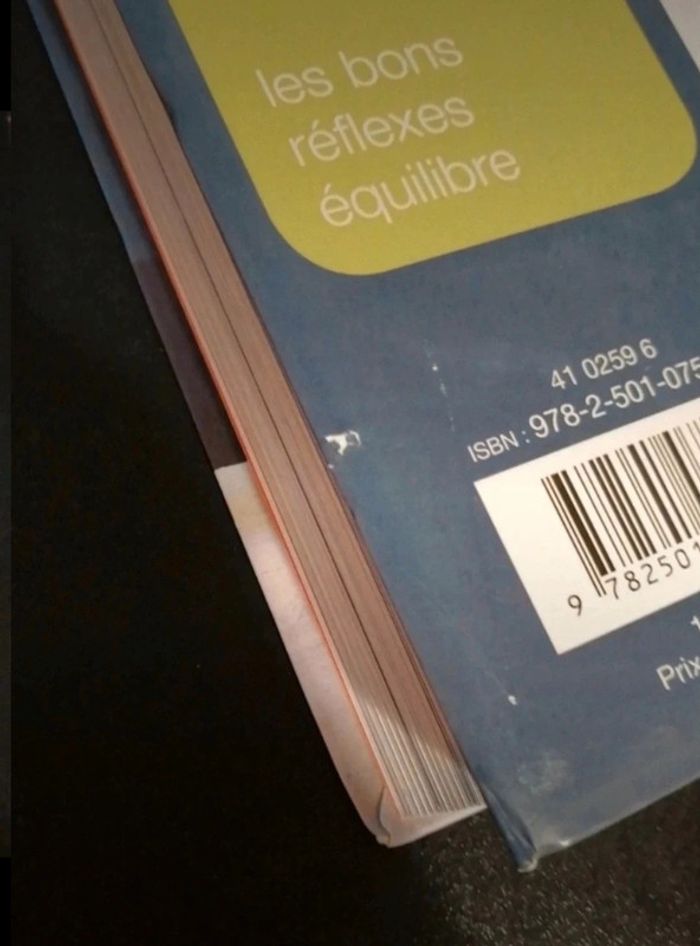 les bons
réflexes
équilibre
41 0259 6
ISBN : 978-2-501-075
9 782501
Prix